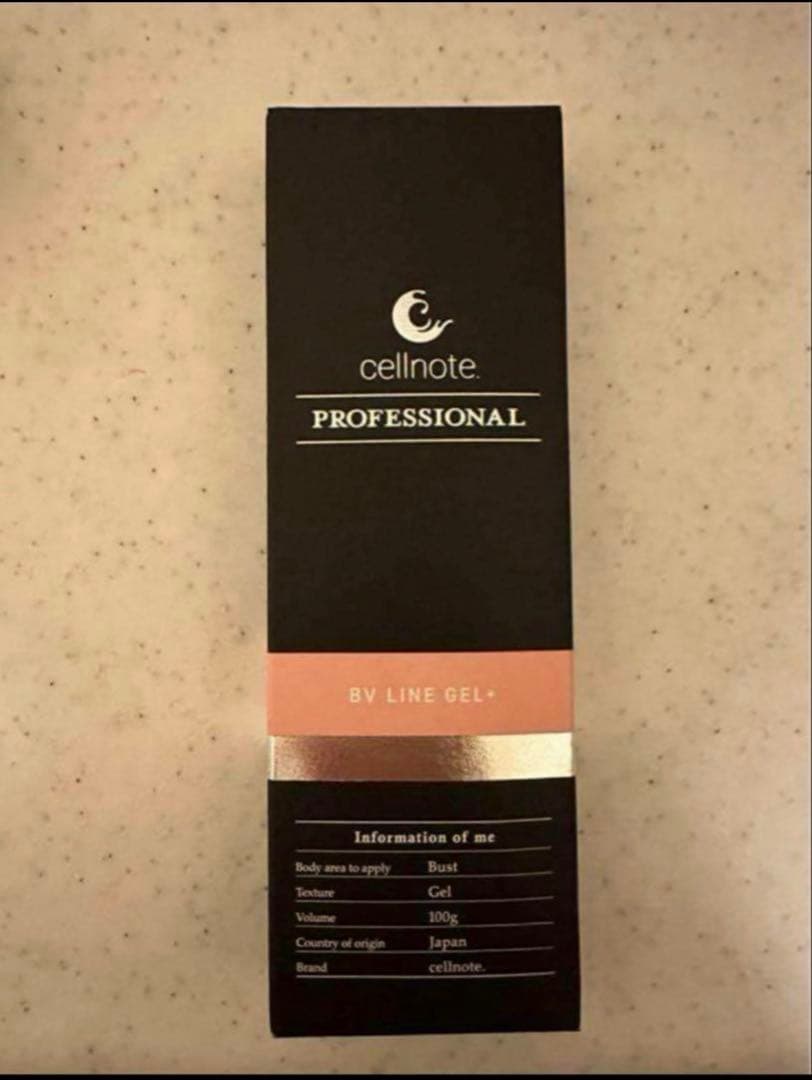 cellnote.
PROFESSIONAL
BV LINE GEL+
Information of me
Body area to apply Bust
Texture Gel
Volume 100g
Country of origin Japan
Brand cellnote.